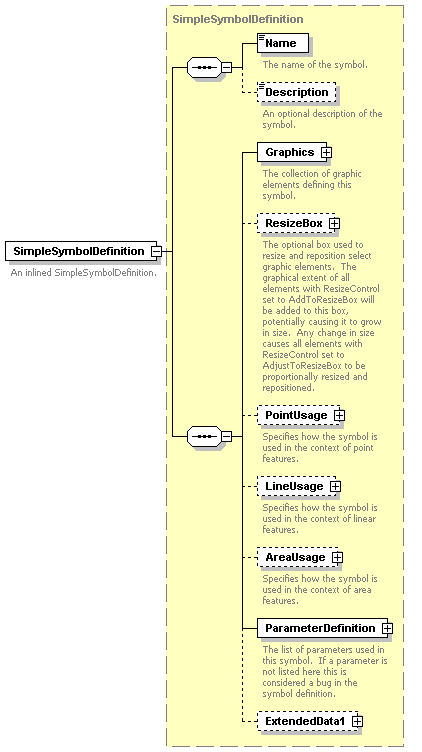 SimpleSymbolDefinition
Name
The name of the symbol.
Description
An optional description of the
symbol.
Graphics
The collection of graphic
elements defining this
symbol.
ResizeBox
The optional box used to
resize and reposition select
graphic elements.  The
graphical extent of all
elements with ResizeControl
set to AddToResizeBox will
be added to this box,
potentially causing it to grow
in size.  Any change in size
causes all elements with
ResizeControl set to
AdjustToResizeBox to be
proportionally resized and
repositioned.
SimpleSymbolDefinition
An inlined SimpleSymbolDefinition.
PointUsage
Specifies how the symbol is
used in the context of point
features.
LineUsage
Specifies how the symbol is
used in the context of linear
features.
AreaUsage
Specifies how the symbol is
used in the context of area
features.
ParameterDefinition
The list of parameters used in
this symbol.  If a parameter is
not listed here this is
considered a bug in the
symbol definition.
ExtendedData1